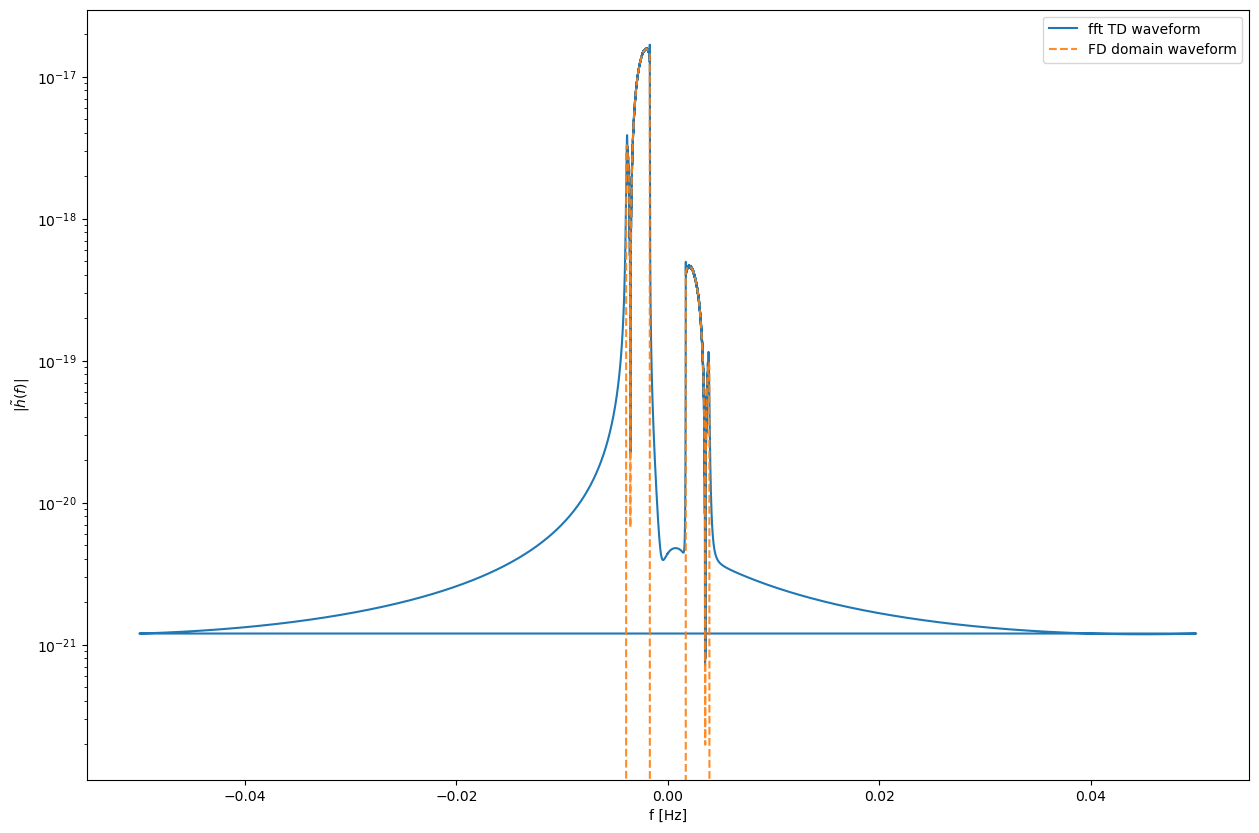 fft TD waveform
FD domain waveform
10⁻¹⁷
10⁻¹⁸
10⁻¹⁹
10⁻²⁰
10⁻²¹
|h̃(f)|
−0.04
−0.02
0.00
0.02
0.04
f [Hz]